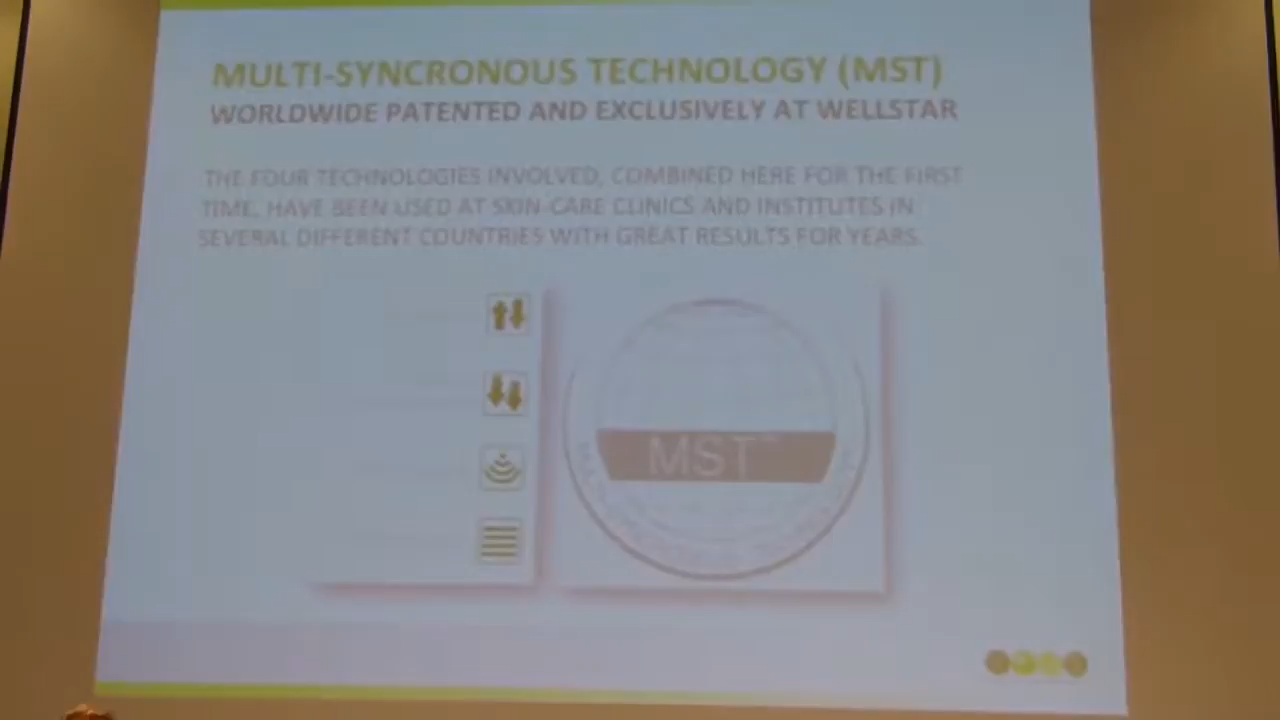 MULTI-SYNCRONOUS TECHNOLOGY (MST)
WORLDWIDE PATENTED AND EXCLUSIVELY AT WELLSTAR
THE FOUR TECHNOLOGIES INVOLVED, COMBINED HERE FOR THE FIRST
TIME, HAVE BEEN USED AT SKIN-CARE CLINICS AND INSTITUTES IN
SEVERAL DIFFERENT COUNTRIES WITH GREAT RESULTS FOR YEARS.
MST™